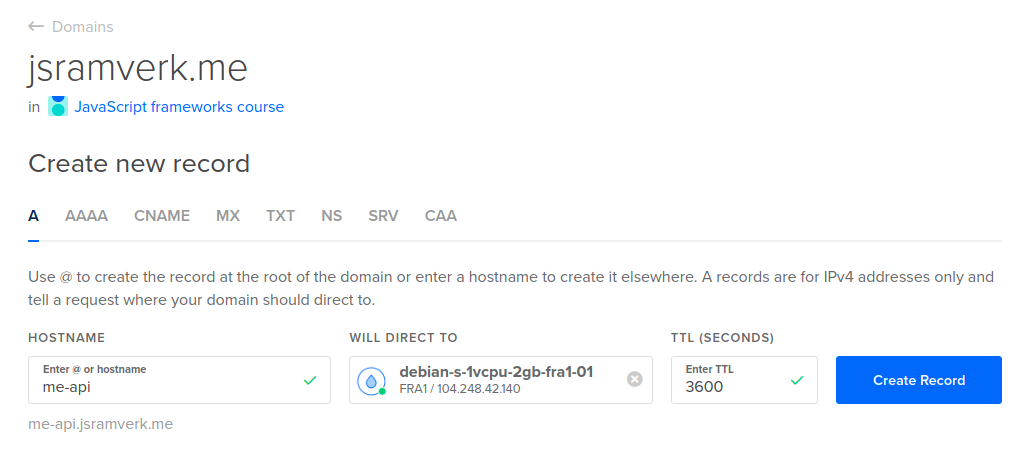 ← Domains
jsramverk.me
in JavaScript frameworks course
Create new record
A AAAA CNAME MX TXT NS SRV CAA
Use @ to create the record at the root of the domain or enter a hostname to create it elsewhere. A records are for IPv4 addresses only and
tell a request where your domain should direct to.
HOSTNAME WILL DIRECT TO TTL (SECONDS)
Enter @ or hostname
me-api
debian-s-1vcpu-2gb-fra1-01
FRA1 / 104.248.42.140
Enter TTL
3600
Create Record
me-api.jsramverk.me